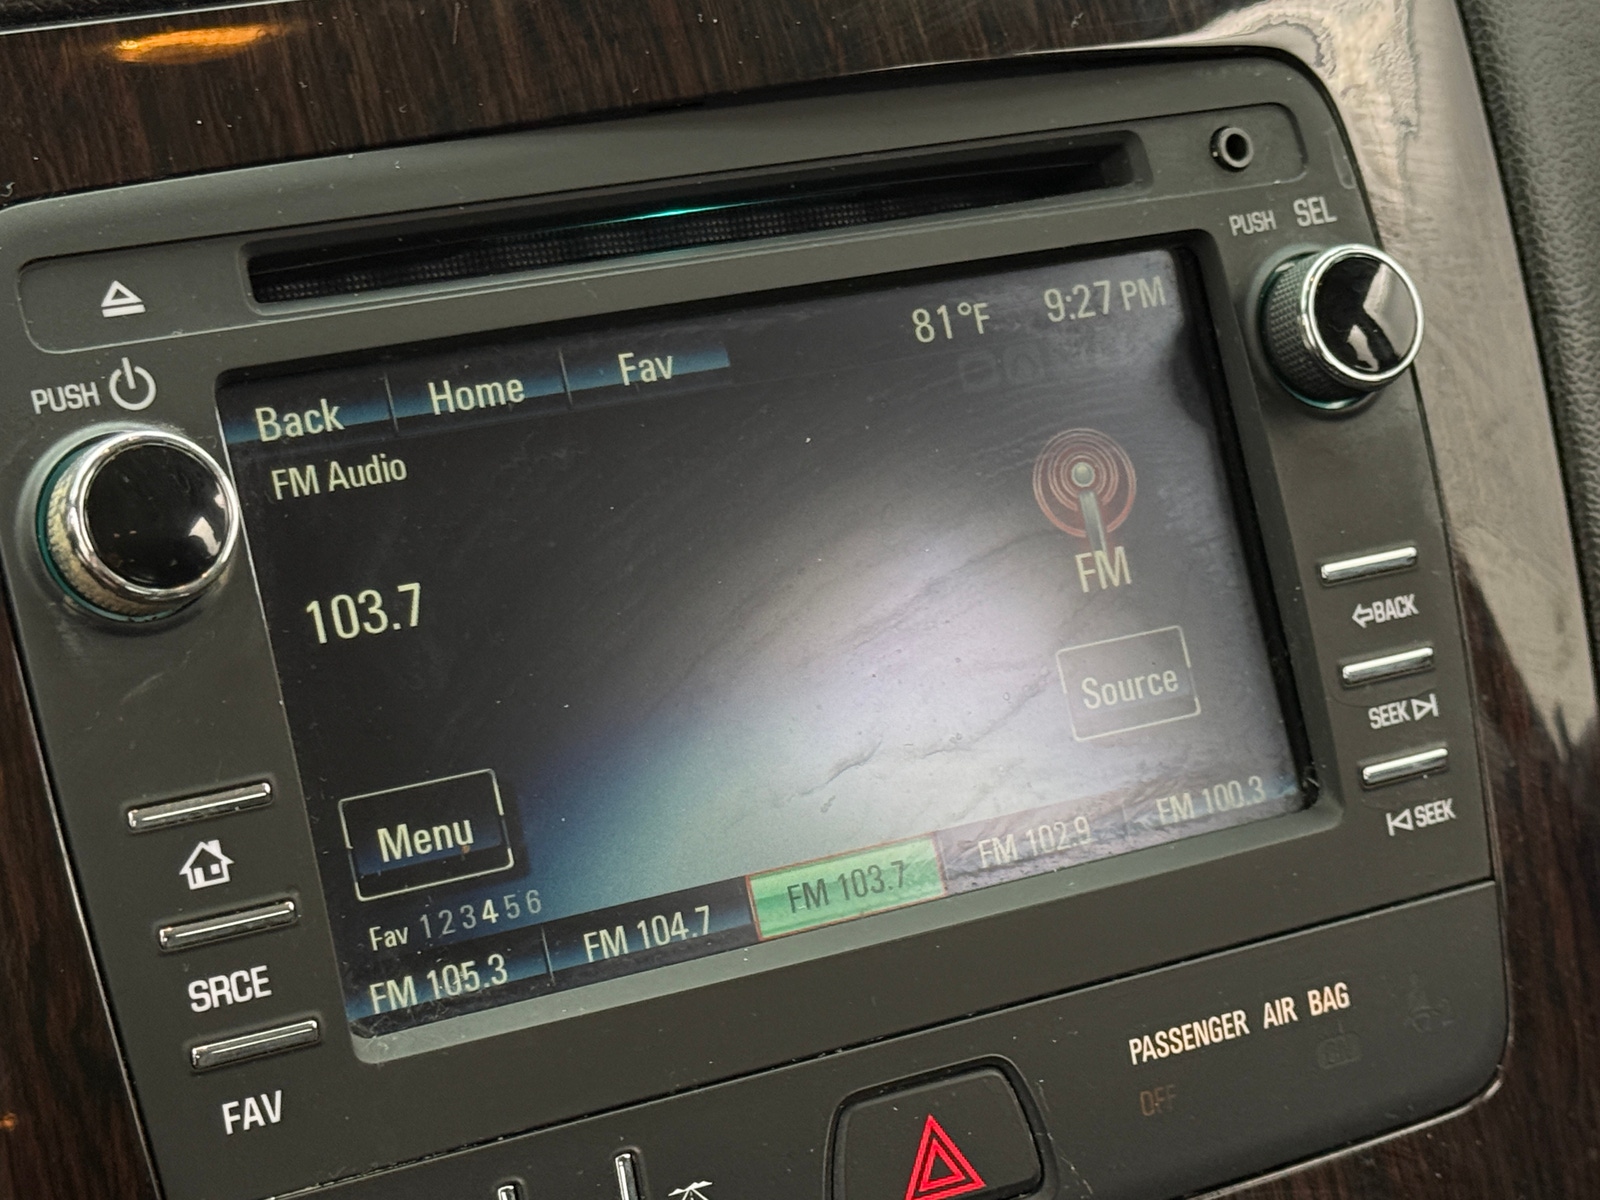 PUSH SEL
PUSH
81°F 9:27 PM
Back Home Fav
FM Audio
103.7
FM
Source
Menu
Fav 1 2 3 4 5 6
FM 105.3 FM 104.7 FM 103.7 FM 102.9 FM 100.3
BACK
SEEK
SEEK
SRCE
FAV
PASSENGER AIR BAG
OFF